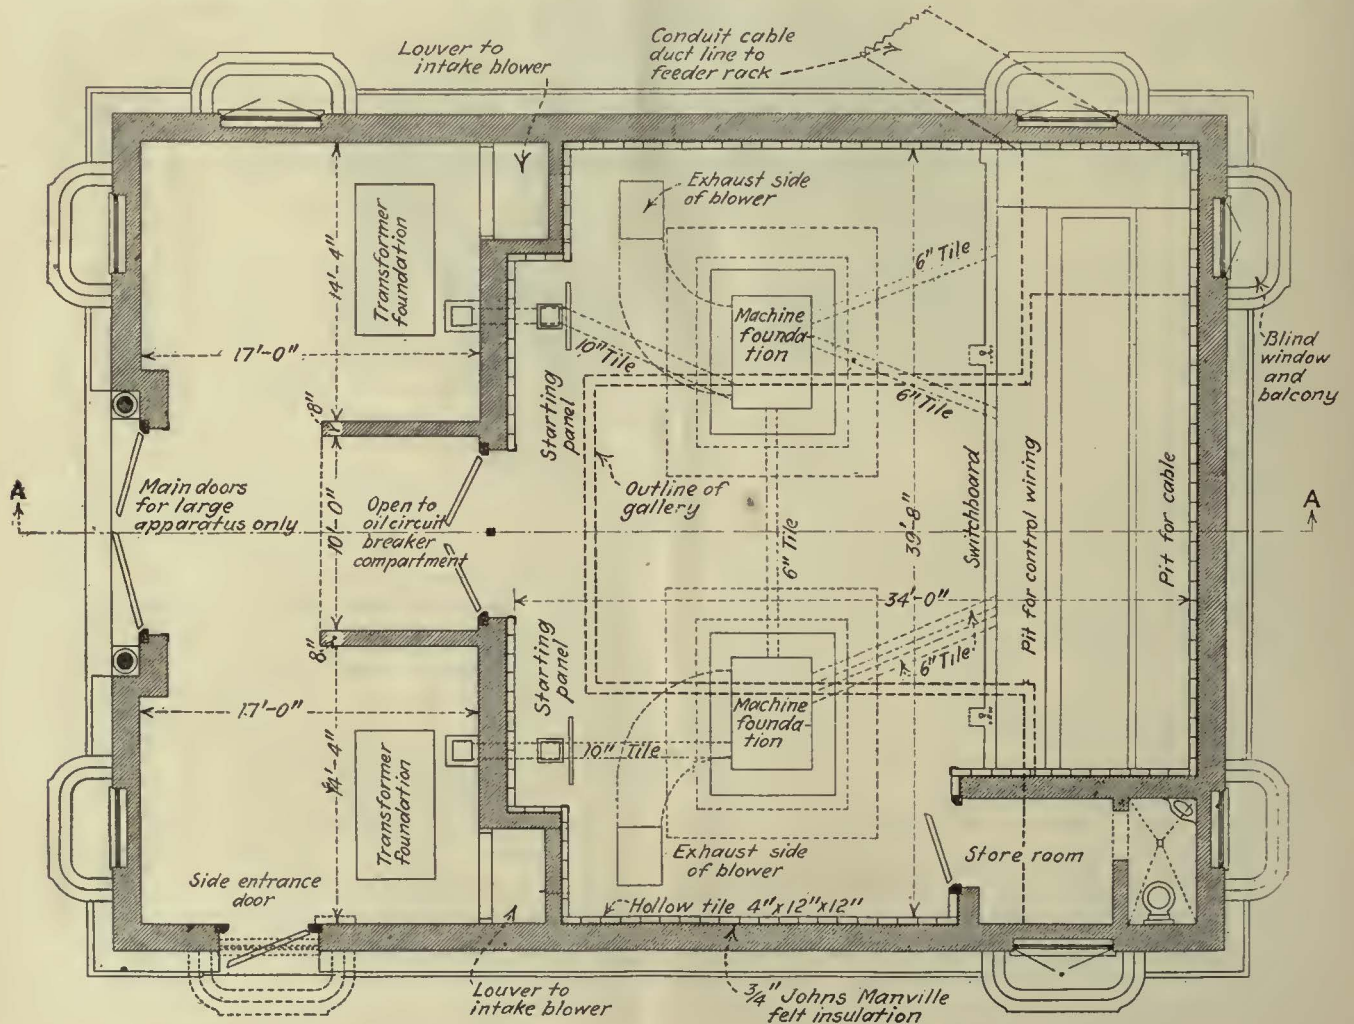 Louver to
intake blower
Conduit cable
duct line to
feeder rack
Exhaust side
of blower
Transformer
foundation
14'-4"
17'-0"
6" Tile
Machine
founda-
tion
10" Tile
6" Tile
Blind
window
and
balcony
8"
Starting
panel
A
Main doors
for large
apparatus only
Open to
oil circuit
breaker
compartment
10'-0"
Outline of
gallery
6" Tile
39'-8"
Switchboard
Pit for control wiring
Pit for cable
A
34'-0"
8"
Starting
panel
6" Tile
17'-0"
14'-4"
Transformer
foundation
Machine
founda-
tion
10" Tile
Exhaust side
of blower
Store room
Side entrance
door
Hollow tile 4"x12"x12"
Louver to
intake blower
3/4" Johns Manville
felt insulation